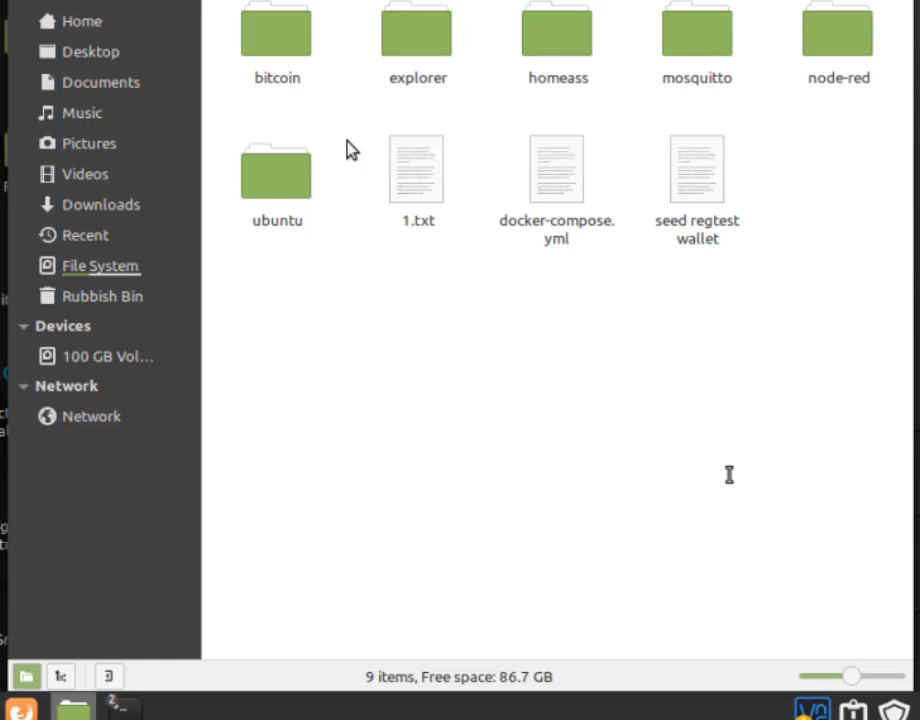 Home
Desktop
Documents
Music
Pictures
Videos
Downloads
Recent
File System
Rubbish Bin
Devices
100 GB Vol...
Network
Network
bitcoin
explorer
homeass
mosquitto
node-red
ubuntu
1.txt
docker-compose.
yml
seed regtest
wallet
9 items, Free space: 86.7 GB
2